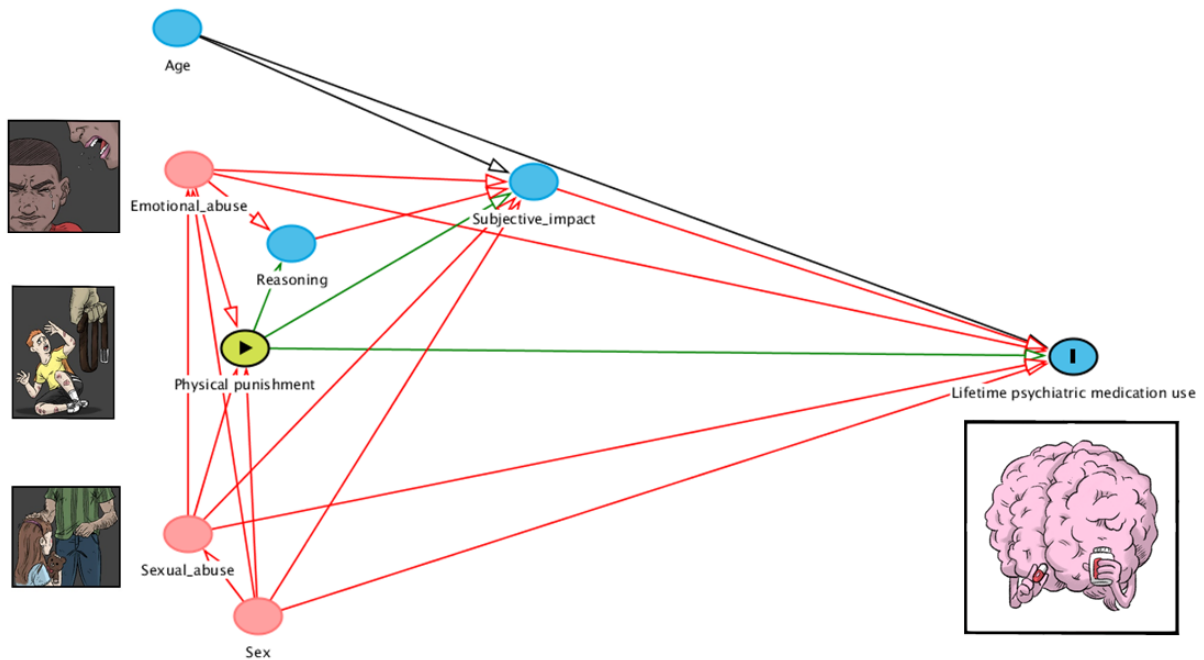 Age
Emotional_abuse
Subjective_impact
Reasoning
Physical punishment
Lifetime psychiatric medication use
Sexual_abuse
Sex